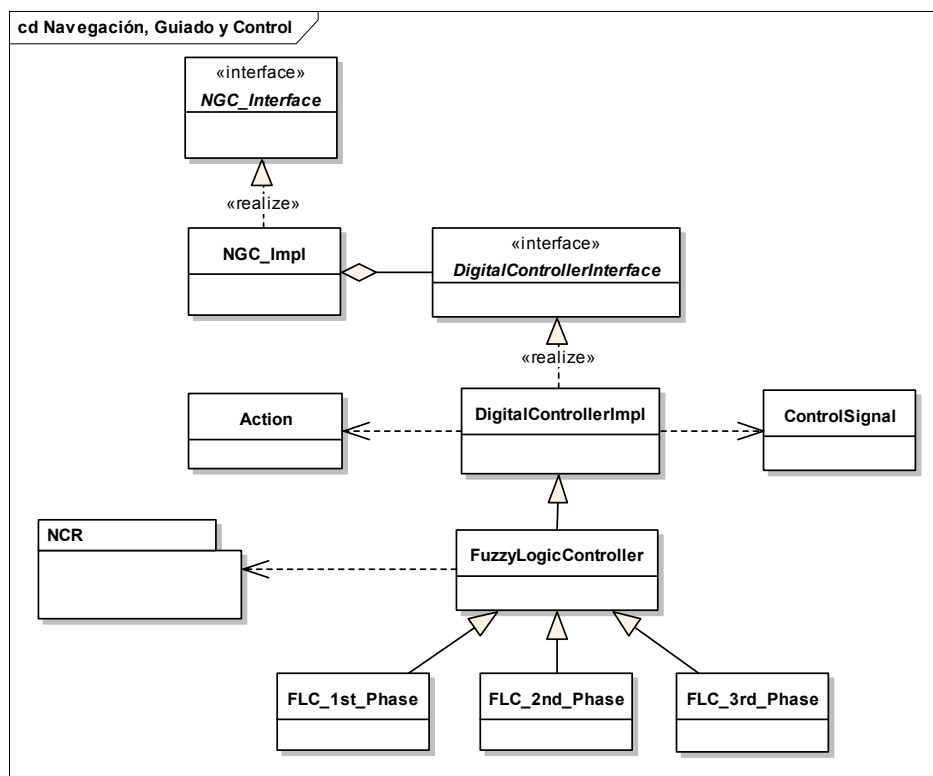 cd Navegación, Guiado y Control
«interface»
NGC_Interface
«realize»
NGC_Impl
«interface»
DigitalControllerInterface
«realize»
Action
DigitalControllerImpl
ControlSignal
NCR
FuzzyLogicController
FLC_1st_Phase
FLC_2nd_Phase
FLC_3rd_Phase